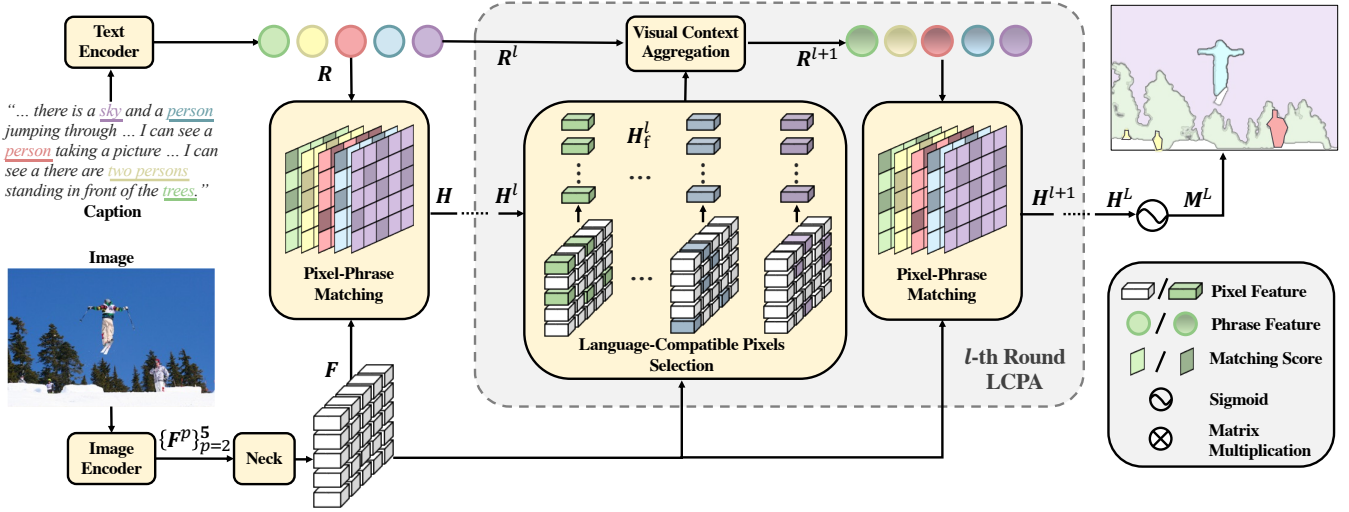 Text
Encoder
R
R^l
Visual Context
Aggregation
R^{l+1}
“... there is a sky and a person
jumping through ... I can see a
person taking a picture ... I can
see a there are two persons
standing in front of the trees.”
Caption
Image
Pixel-Phrase
Matching
H
H^l
H_f^l
...
...
Language-Compatible Pixels
Selection
Pixel-Phrase
Matching
H^{l+1}
H^L
M^L
l-th Round
LCPA
F
Image
Encoder
{F^p}_{p=2}^5
Neck
/ Pixel Feature
/ Phrase Feature
/ Matching Score
Sigmoid
Matrix
Multiplication